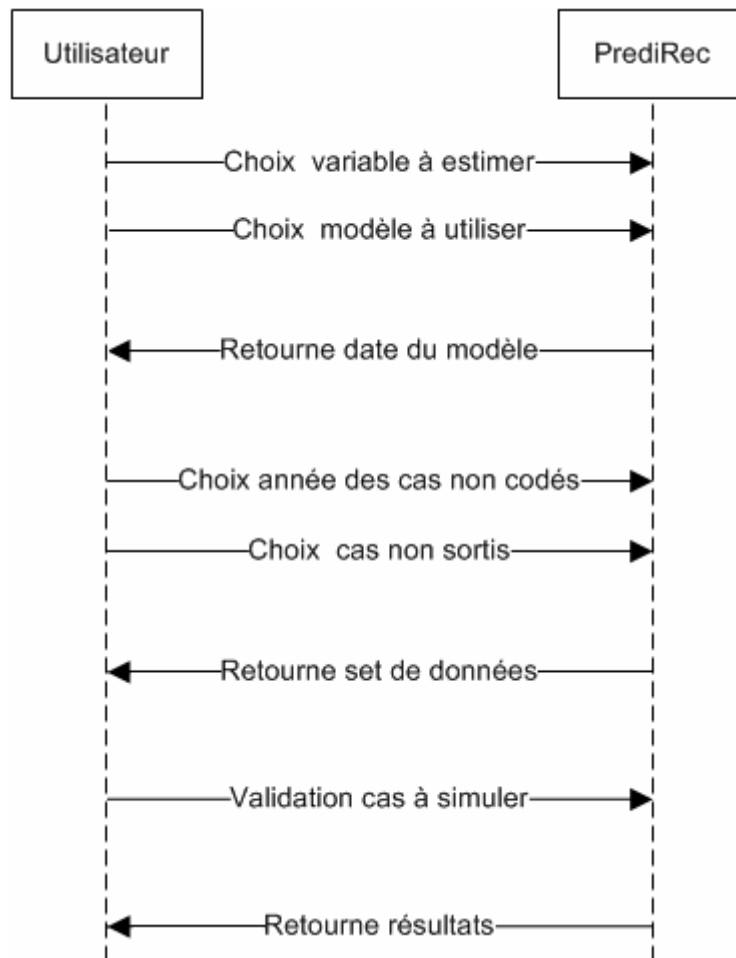 Utilisateur
PrediRec
Choix variable à estimer
Choix modèle à utiliser
Retourne date du modèle
Choix année des cas non codés
Choix cas non sortis
Retourne set de données
Validation cas à simuler
Retourne résultats